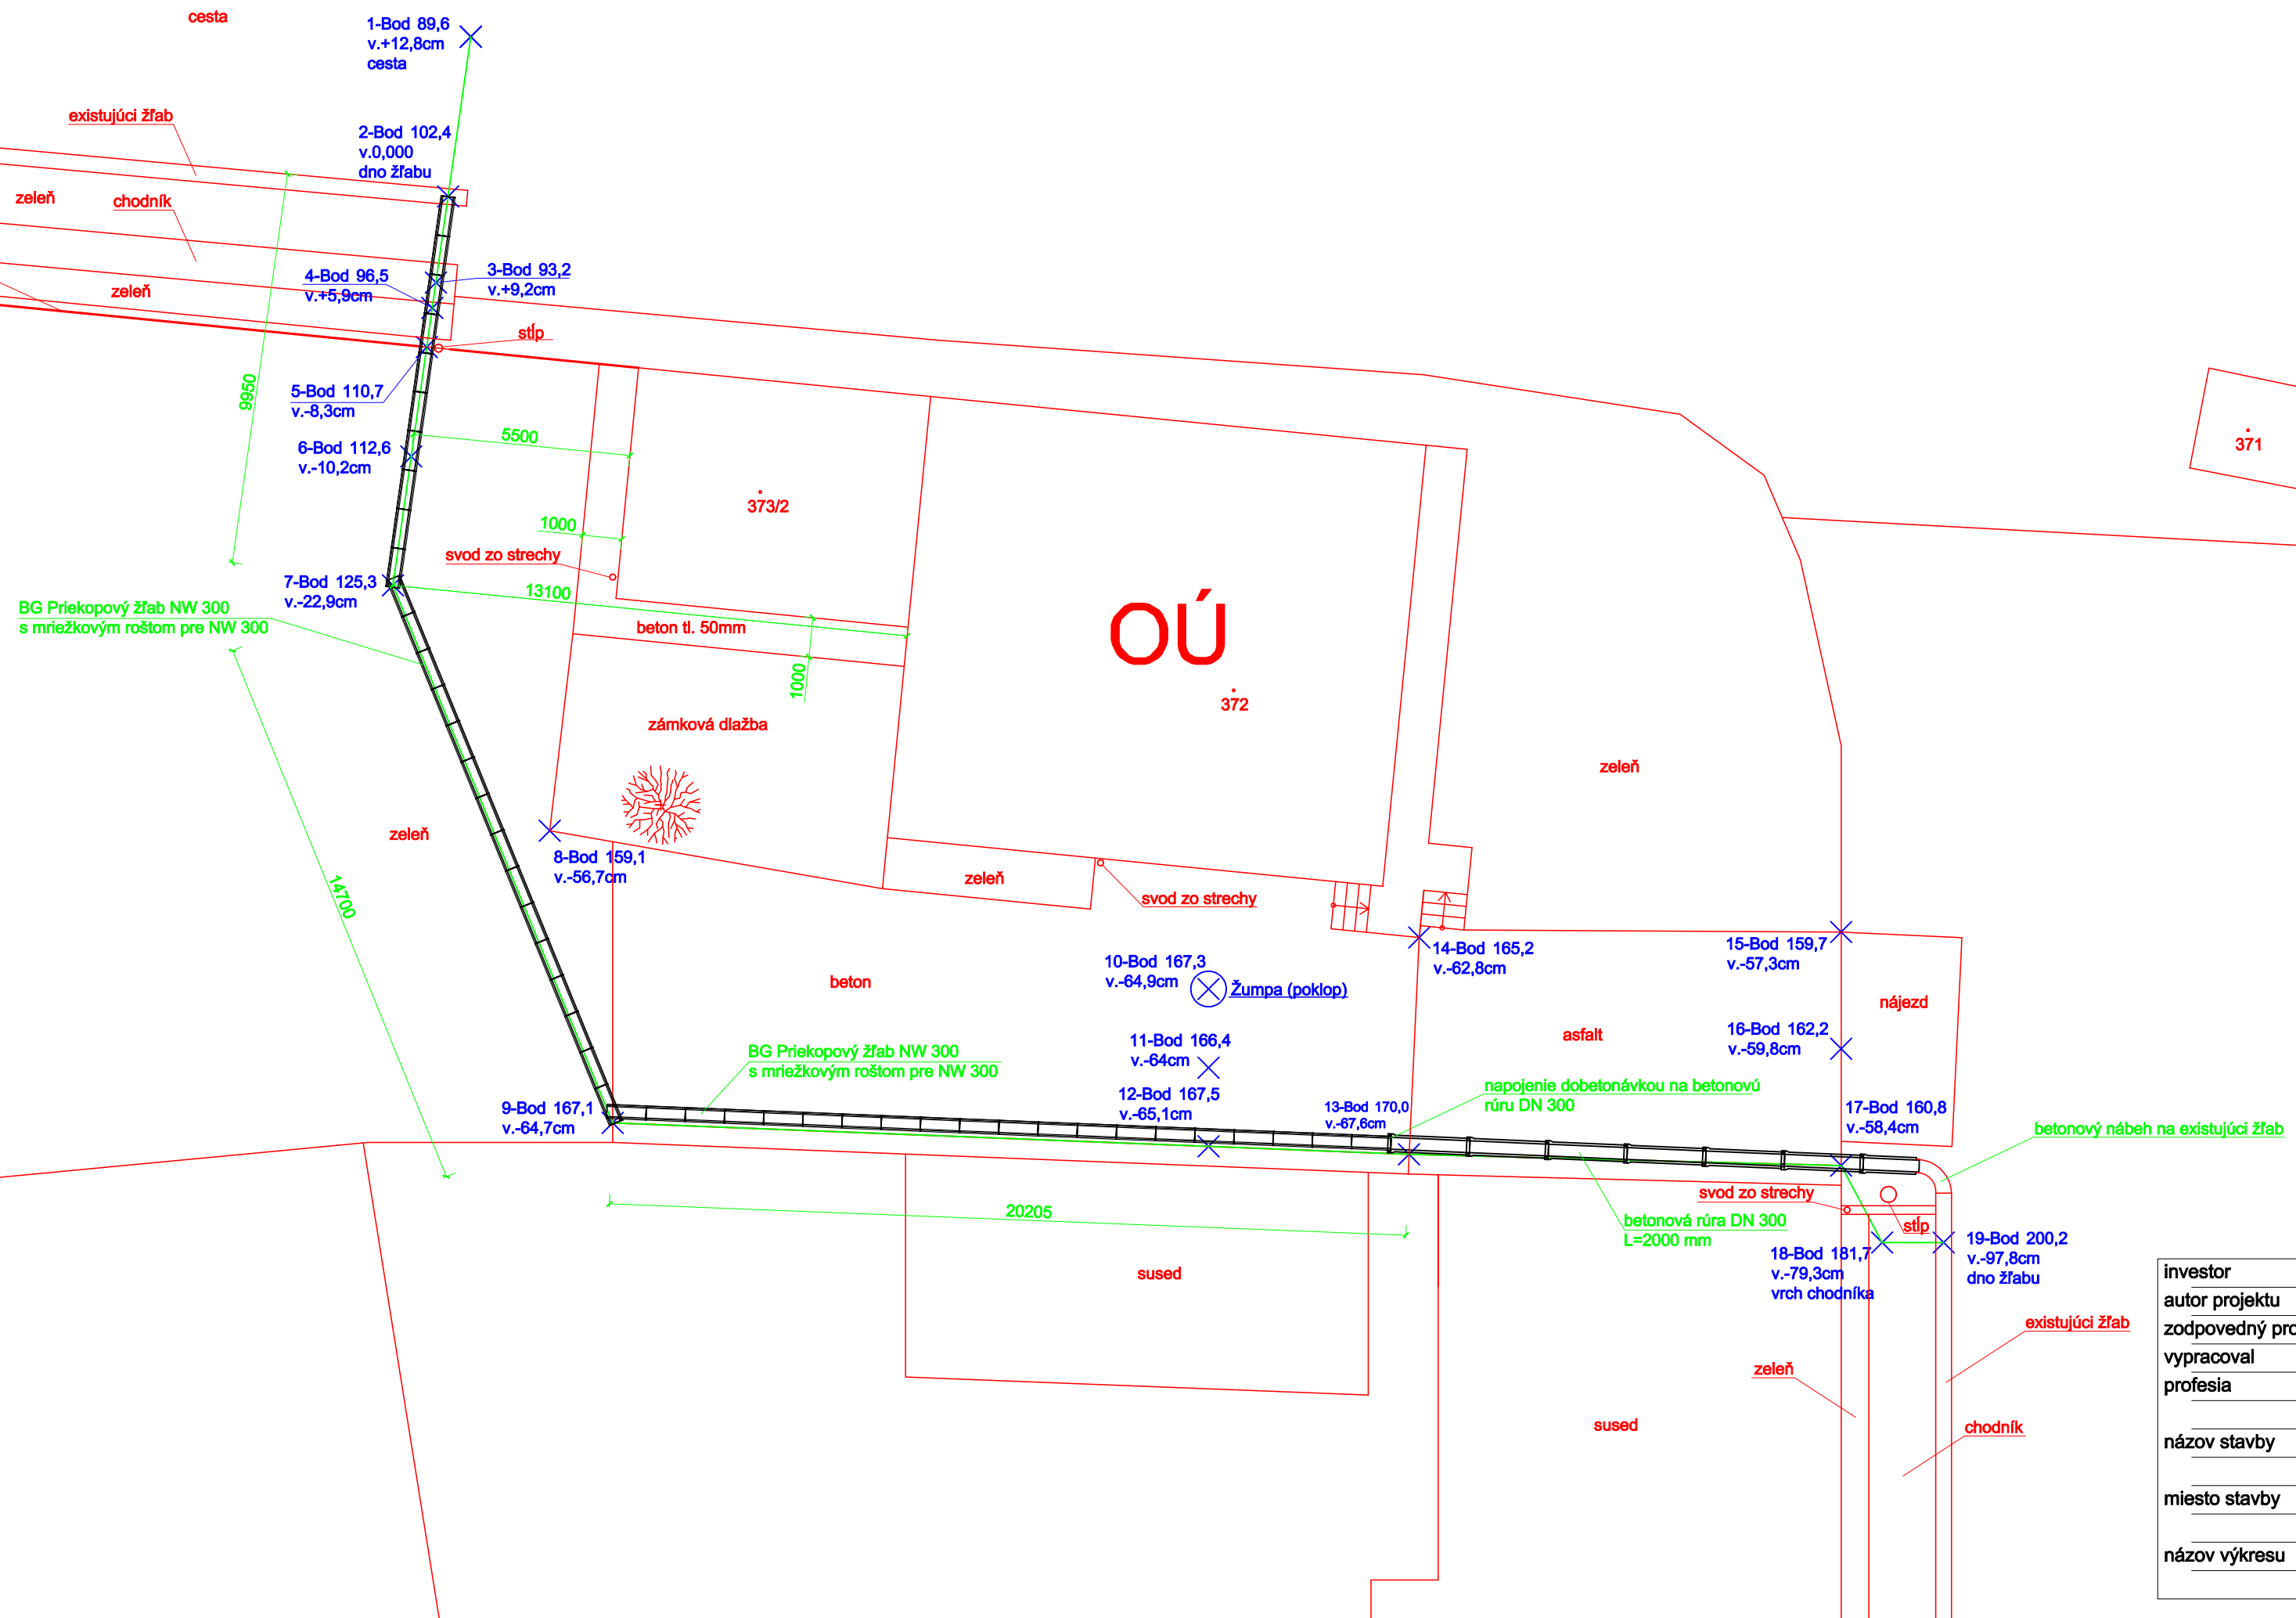 cesta
1-Bod 89,6
v.+12,8cm
cesta
existujúci žľab
2-Bod 102,4
v.0,000
dno žľabu
zeleň
chodník
4-Bod 96,5
v.+5,9cm
3-Bod 93,2
v.+9,2cm
zeleň
stĺp
9950
5-Bod 110,7
v.-8,3cm
5500
6-Bod 112,6
v.-10,2cm
371
373/2
1000
svod zo strechy
7-Bod 125,3
v.-22,9cm
13100
BG Priekopový žľab NW 300
s mriežkovým roštom pre NW 300
beton tl. 50mm
OÚ
1000
372
zámková dlažba
zeleň
zeleň
8-Bod 159,1
v.-56,7cm
14700
zeleň
svod zo strechy
14-Bod 165,2
v.-62,8cm
15-Bod 159,7
v.-57,3cm
beton
10-Bod 167,3
v.-64,9cm
Žumpa (poklop)
nájezd
asfalt
16-Bod 162,2
v.-59,8cm
11-Bod 166,4
v.-64cm
BG Priekopový žľab NW 300
s mriežkovým roštom pre NW 300
napojenie dobetonávkou na betonovú
rúru DN 300
9-Bod 167,1
v.-64,7cm
12-Bod 167,5
v.-65,1cm
13-Bod 170,0
v.-67,6cm
17-Bod 160,8
v.-58,4cm
betonový nábeh na existujúci žľab
20205
svod zo strechy
betonová rúra DN 300
L=2000 mm
stĺp
18-Bod 181,7
v.-79,3cm
vrch chodníka
19-Bod 200,2
v.-97,8cm
dno žľabu
sused
existujúci žľab
zeleň
sused
chodník
investor
autor projektu
zodpovedný pro
vypracoval
profesia
názov stavby
miesto stavby
názov výkresu